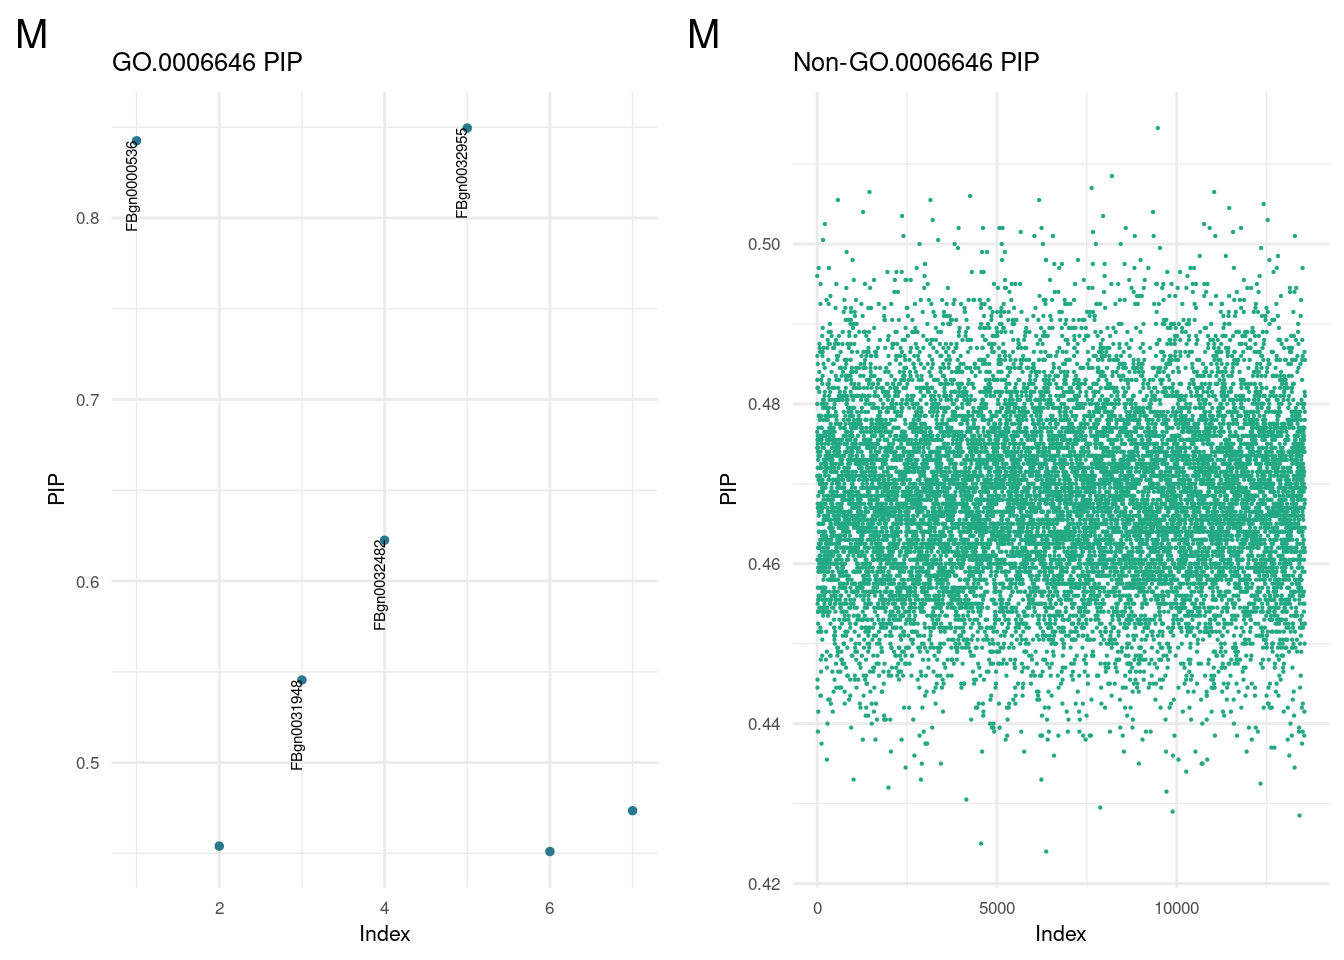 M
GO.0006646 PIP
PIP
0.8
0.7
0.6
0.5
FBgn0000536
FBgn0031948
FBgn0032482
FBgn0032955
2
4
6
Index
M
Non-GO.0006646 PIP
PIP
0.50
0.48
0.46
0.44
0.42
0
5000
10000
Index